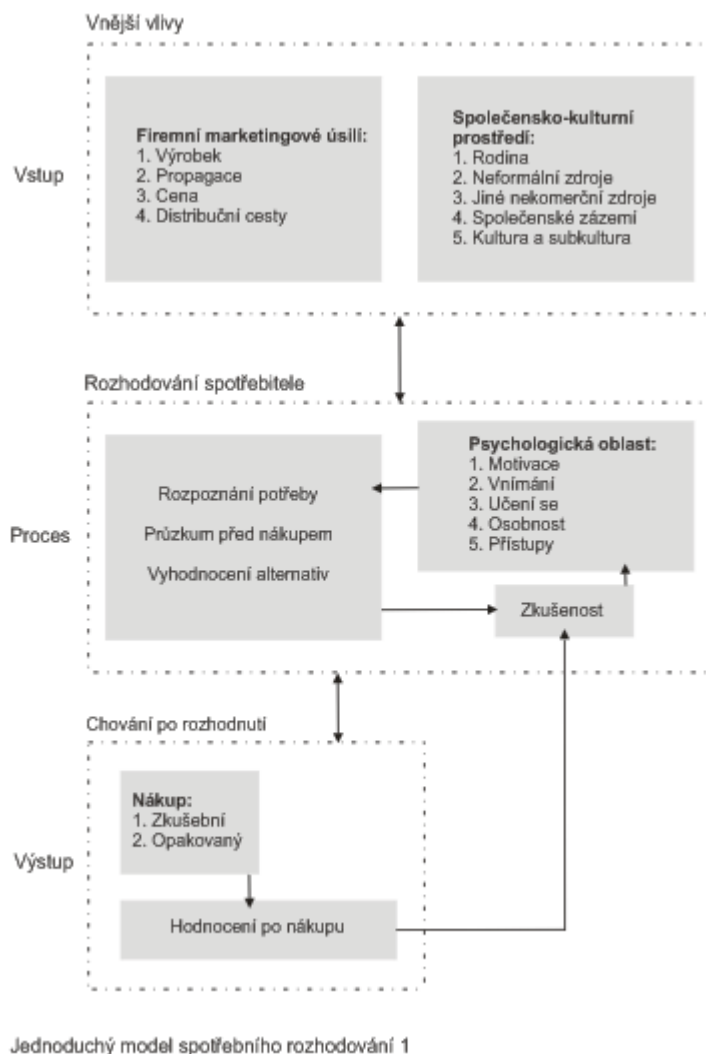 Vnější vlivy
Vstup
Firemní marketingové úsilí:
1. Výrobek
2. Propagace
3. Cena
4. Distribuční cesty
Společensko-kulturní
prostředí:
1. Rodina
2. Neformální zdroje
3. Jiné nekomerční zdroje
4. Společenské zázemí
5. Kultura a subkultura
Rozhodování spotřebitele
Proces
Rozpoznání potřeby
Průzkum před nákupem
Vyhodnocení alternativ
Psychologická oblast:
1. Motivace
2. Vnímání
3. Učení se
4. Osobnost
5. Přístupy
Zkušenost
Chování po rozhodnutí
Výstup
Nákup:
1. Zkušební
2. Opakovaný
Hodnocení po nákupu
Jednoduchý model spotřebního rozhodování 1